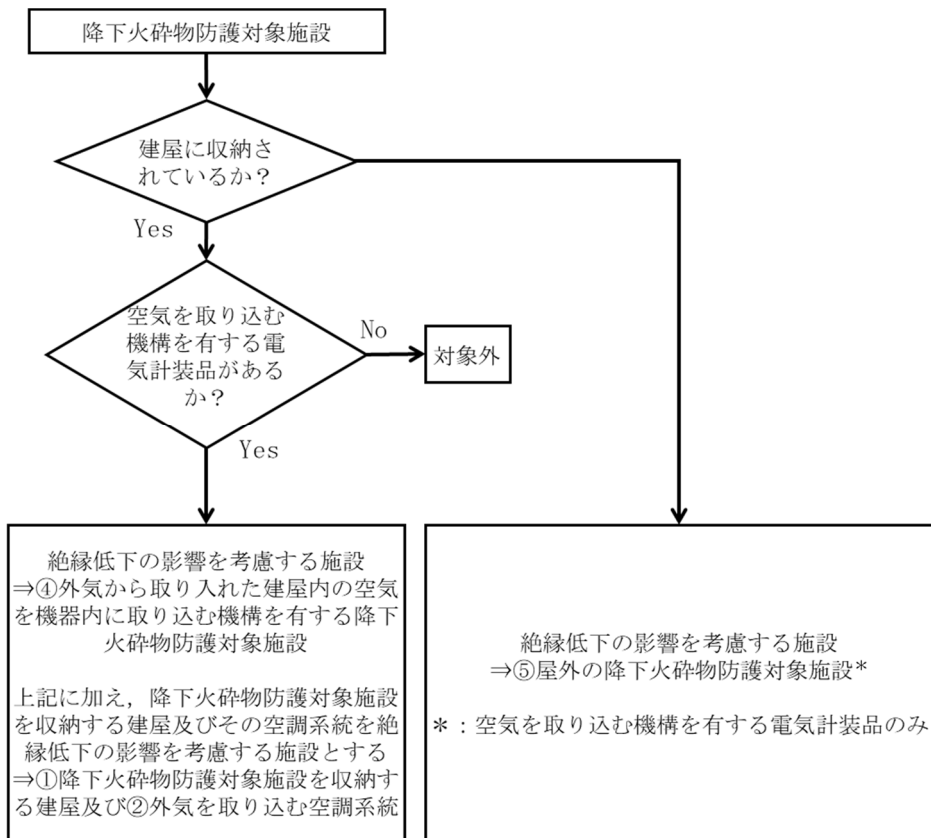 降下火砕物防護対象施設
建屋に収納さ
れているか？
Yes
空気を取り込む
機構を有する電
気計装品がある
か？
No
対象外
Yes
絶縁低下の影響を考慮する施設
⇒④外気から取り入れた建屋内の空気
を機器内に取り込む機構を有する降下
火砕物防護対象施設
上記に加え，降下火砕物防護対象施設
を収納する建屋及びその空調系統を絶
縁低下の影響を考慮する施設とする
⇒①降下火砕物防護対象施設を収納す
る建屋及び②外気を取り込む空調系統
絶縁低下の影響を考慮する施設
⇒⑤屋外の降下火砕物防護対象施設*
*：空気を取り込む機構を有する電気計装品のみ